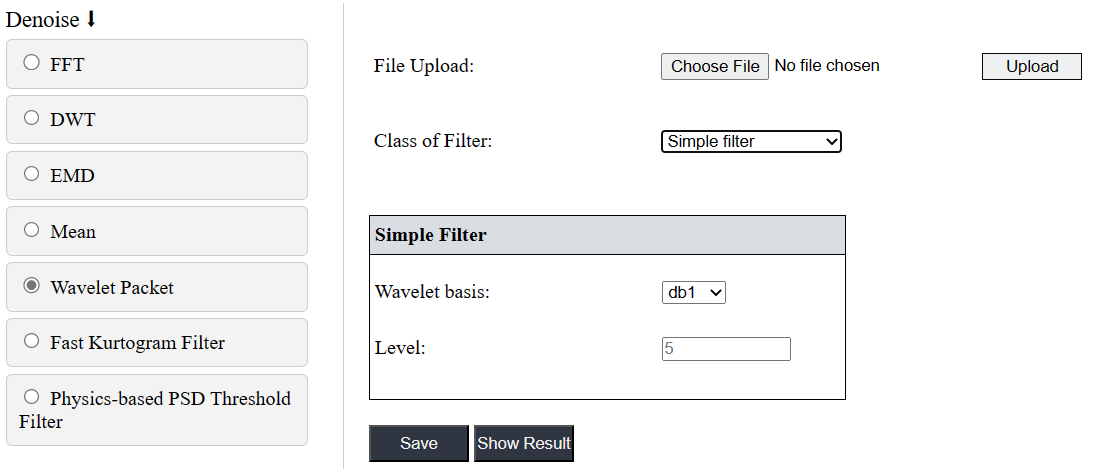 Denoise ⬇
FFT
DWT
EMD
Mean
Wavelet Packet
Fast Kurtogram Filter
Physics-based PSD Threshold
Filter
File Upload: Choose File No file chosen Upload
Class of Filter: Simple filter
Simple Filter
Wavelet basis: db1
Level: 5
Save Show Result